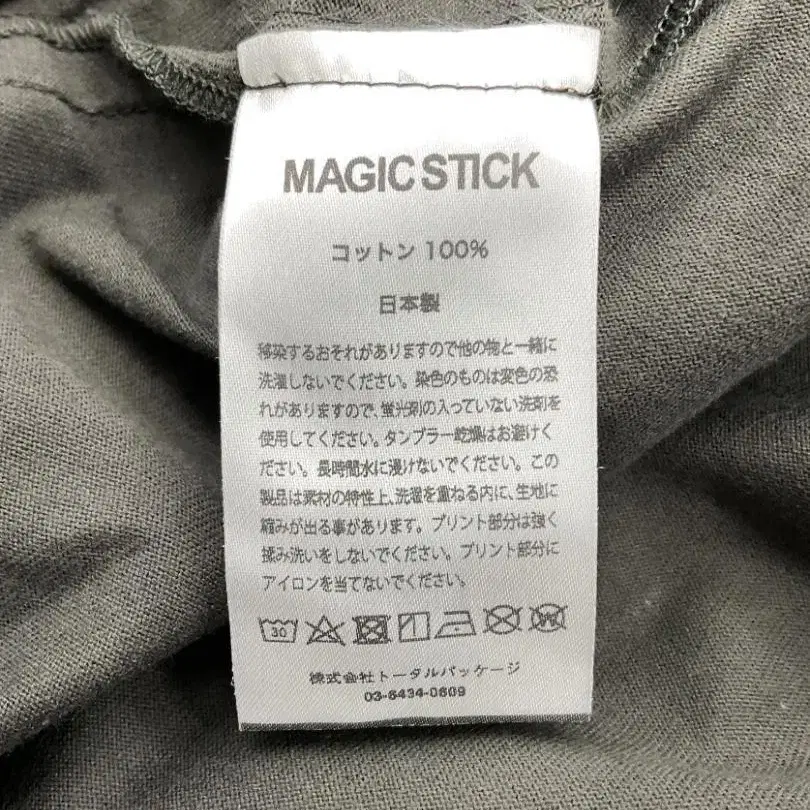 MAGIC STICK
コットン 100%
日本製
移染するおそれがありますので他の物と一緒に
洗濯しないでください。染色のものは変色の恐
れがありますので、蛍光剤の入っていない洗剤を
使用してください。タンブラー乾燥はお避けく
ださい。長時間水に浸けないでください。この
製品は素材の特性上、洗濯を重ねる内に、生地に
縮みが出る事があります。プリント部分は強く
揉み洗いをしないでください。プリント部分に
アイロンを当てないでください。
30 W
株式会社トータルパッケージ
03-6434-0609